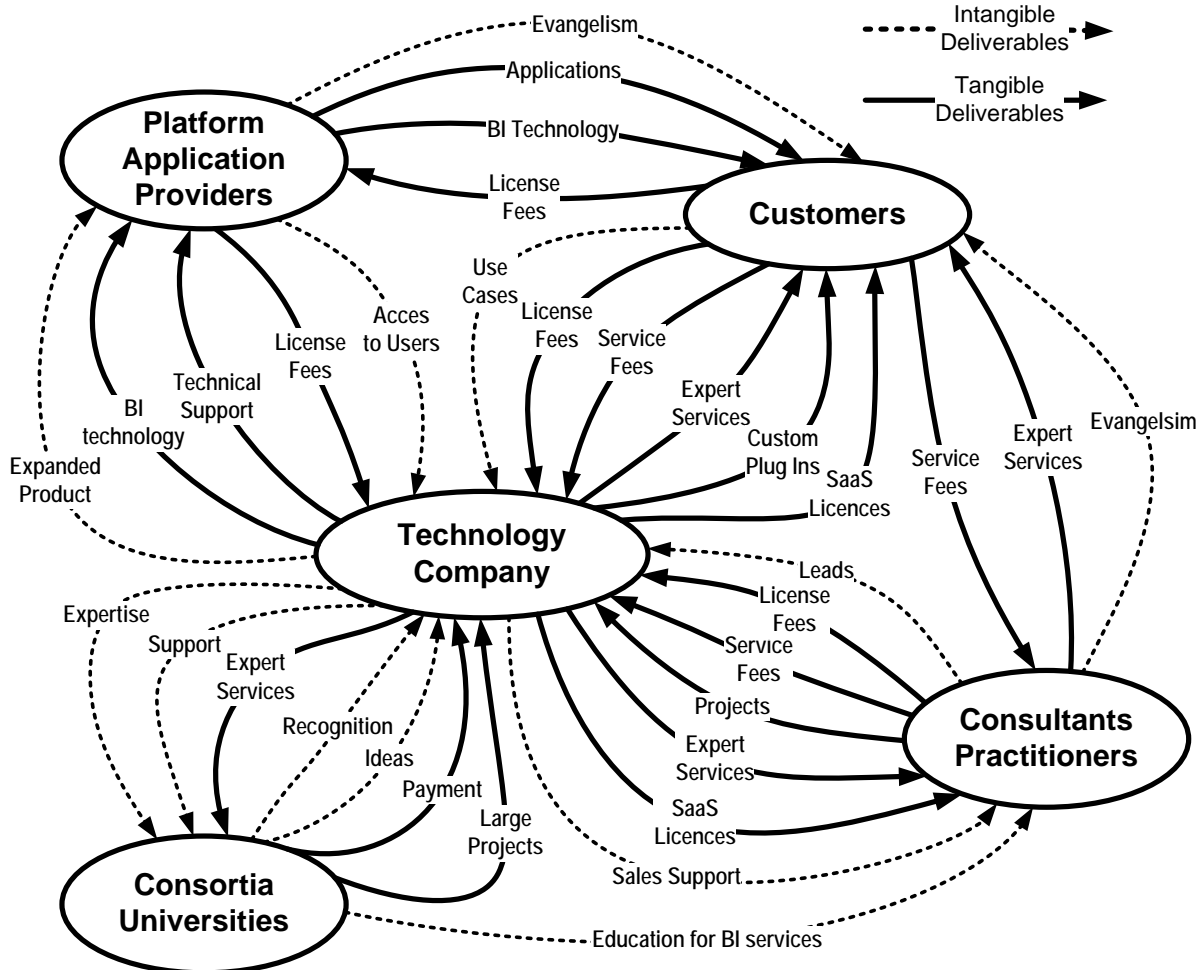 Evangelism
Intangible
Deliverables
Applications
Tangible
Deliverables
Platform
Application
Providers
BI Technology
License
Fees
Customers
Use
Cases
License
Fees
Service
Fees
Acces
to Users
License
Fees
Technical
Support
BI
technology
Expanded
Product
Expert
Services
Custom
Plug Ins
SaaS
Licences
Service
Fees
Expert
Services
Evangelsim
Technology
Company
Leads
License
Fees
Service
Fees
Projects
Expert
Services
SaaS
Licences
Sales Support
Consultants
Practitioners
Expertise
Support
Expert
Services
Recognition
Ideas
Payment
Large
Projects
Consortia
Universities
Education for BI services